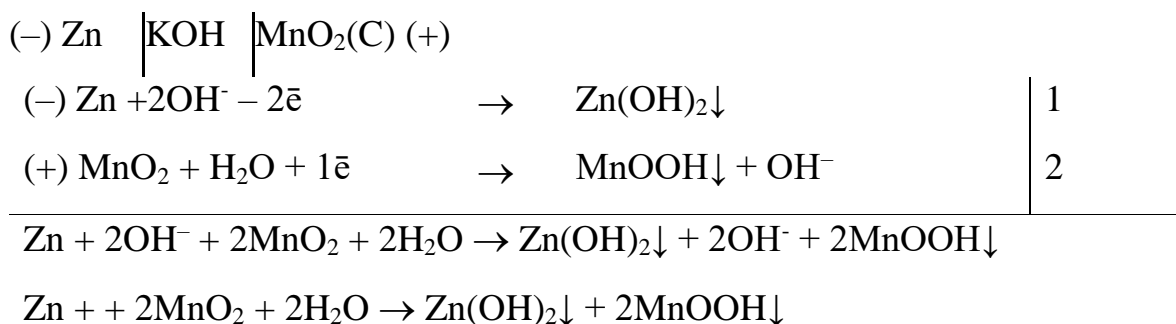 (–) Zn |KOH |MnO₂(C) (+)
(–) Zn +2OH⁻ – 2ē → Zn(OH)₂↓ | 1
(+) MnO₂ + H₂O + 1ē → MnOOH↓ + OH⁻ | 2
Zn + 2OH⁻ + 2MnO₂ + 2H₂O → Zn(OH)₂↓ + 2OH⁻ + 2MnOOH↓
Zn + + 2MnO₂ + 2H₂O → Zn(OH)₂↓ + 2MnOOH↓